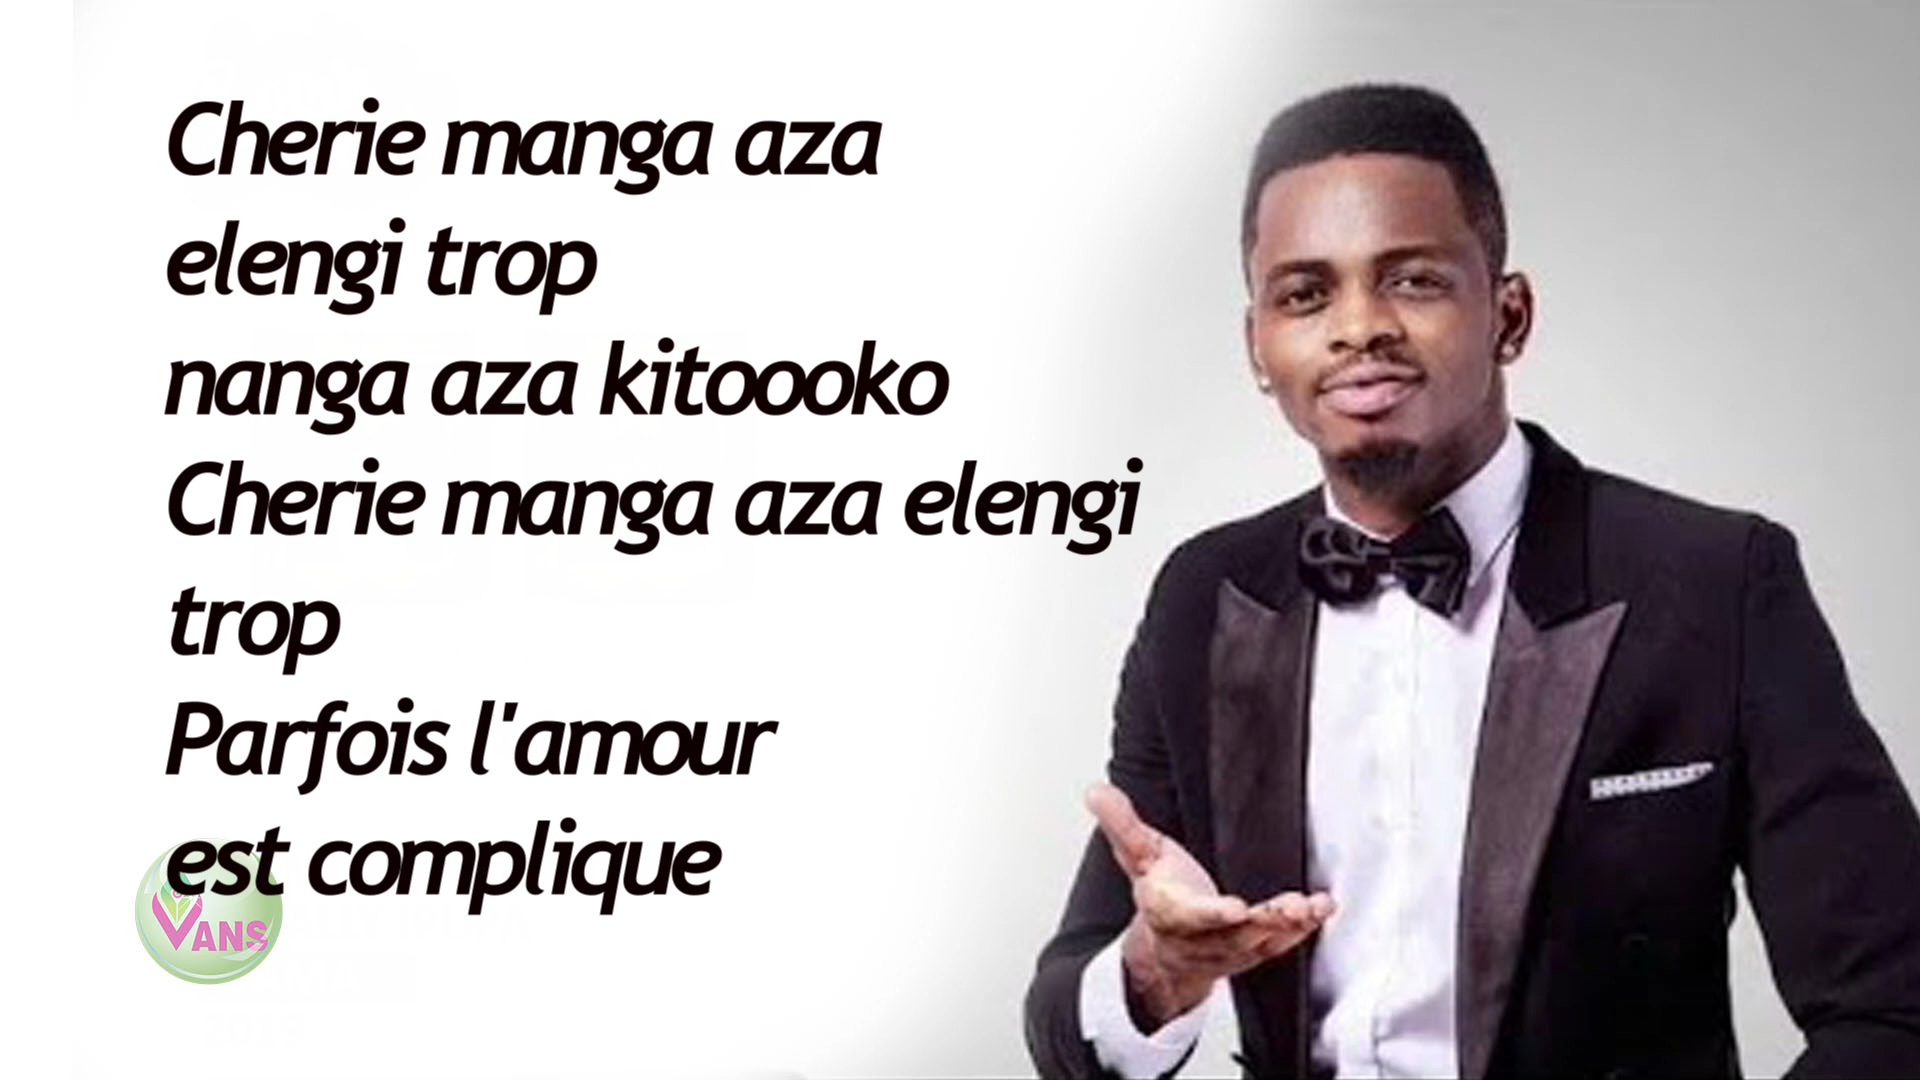 Cherie manga aza
elengi trop
nanga aza kitoooko
Cherie manga aza elengi
trop
Parfois l'amour
est complique
VANS